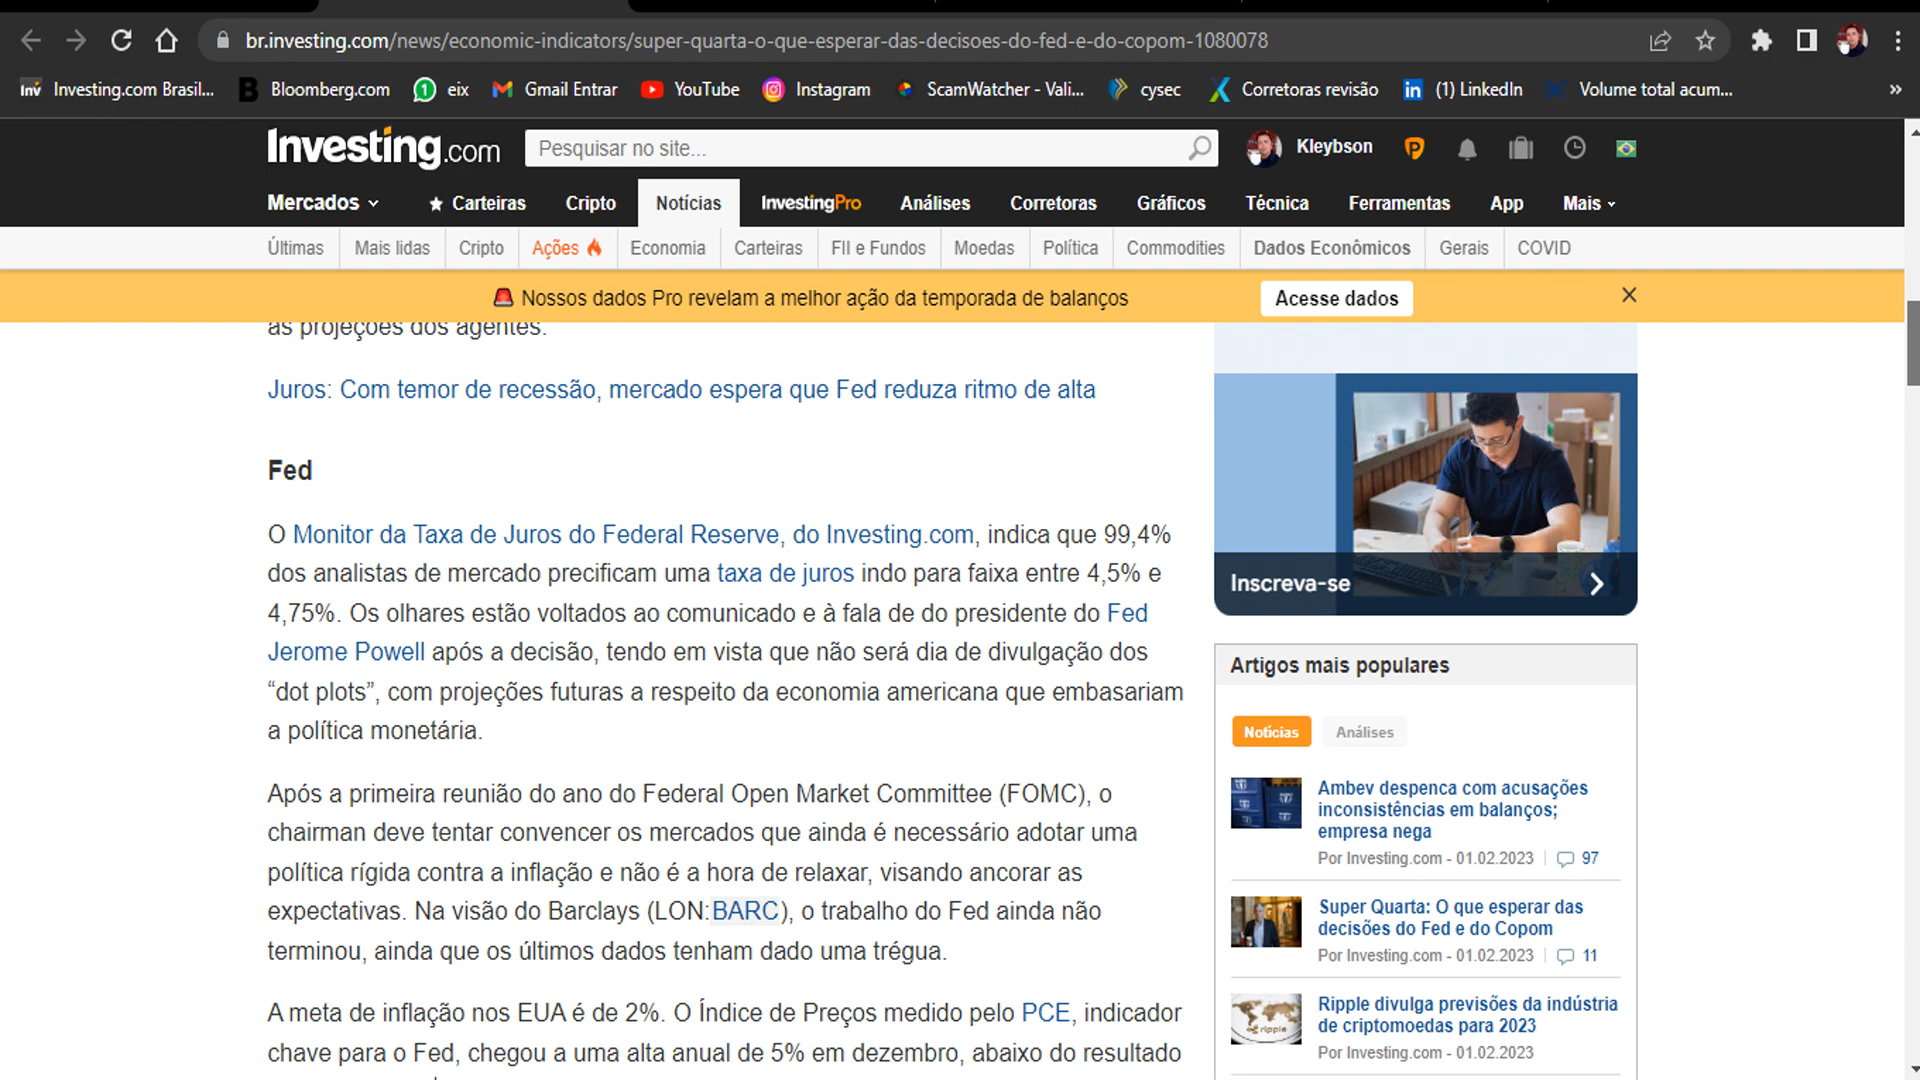 br.investing.com/news/economic-indicators/super-quarta-o-que-esperar-das-decisoes-do-fed-e-do-copom-1080078
Inv Investing.com Brasil... B Bloomberg.com 1 eix Gmail Entrar YouTube Instagram ScamWatcher - Vali... cysec Corretoras revisão in (1) LinkedIn Volume total acum... »
Investing.com Pesquisar no site... Kleybson P
Mercados Carteiras Cripto Notícias InvestingPro Análises Corretoras Gráficos Técnica Ferramentas App Mais
Últimas Mais lidas Cripto Ações Economia Carteiras FII e Fundos Moedas Política Commodities Dados Econômicos Gerais COVID
Nossos dados Pro revelam a melhor ação da temporada de balanços Acesse dados
as projeções dos agentes.
Juros: Com temor de recessão, mercado espera que Fed reduza ritmo de alta
Fed
O Monitor da Taxa de Juros do Federal Reserve, do Investing.com, indica que 99,4%
dos analistas de mercado precificam uma taxa de juros indo para faixa entre 4,5% e
4,75%. Os olhares estão voltados ao comunicado e à fala de do presidente do Fed
Jerome Powell após a decisão, tendo em vista que não será dia de divulgação dos
“dot plots”, com projeções futuras a respeito da economia americana que embasariam
a política monetária.
Após a primeira reunião do ano do Federal Open Market Committee (FOMC), o
chairman deve tentar convencer os mercados que ainda é necessário adotar uma
política rígida contra a inflação e não é a hora de relaxar, visando ancorar as
expectativas. Na visão do Barclays (LON:BARC), o trabalho do Fed ainda não
terminou, ainda que os últimos dados tenham dado uma trégua.
A meta de inflação nos EUA é de 2%. O Índice de Preços medido pelo PCE, indicador
chave para o Fed, chegou a uma alta anual de 5% em dezembro, abaixo do resultado
Inscreva-se
Artigos mais populares
Notícias Análises
Ambev despenca com acusações
inconsistências em balanços;
empresa nega
Por Investing.com - 01.02.2023 97
Super Quarta: O que esperar das
decisões do Fed e do Copom
Por Investing.com - 01.02.2023 11
ripple
Ripple divulga previsões da indústria
de criptomoedas para 2023
Por Investing.com - 01.02.2023